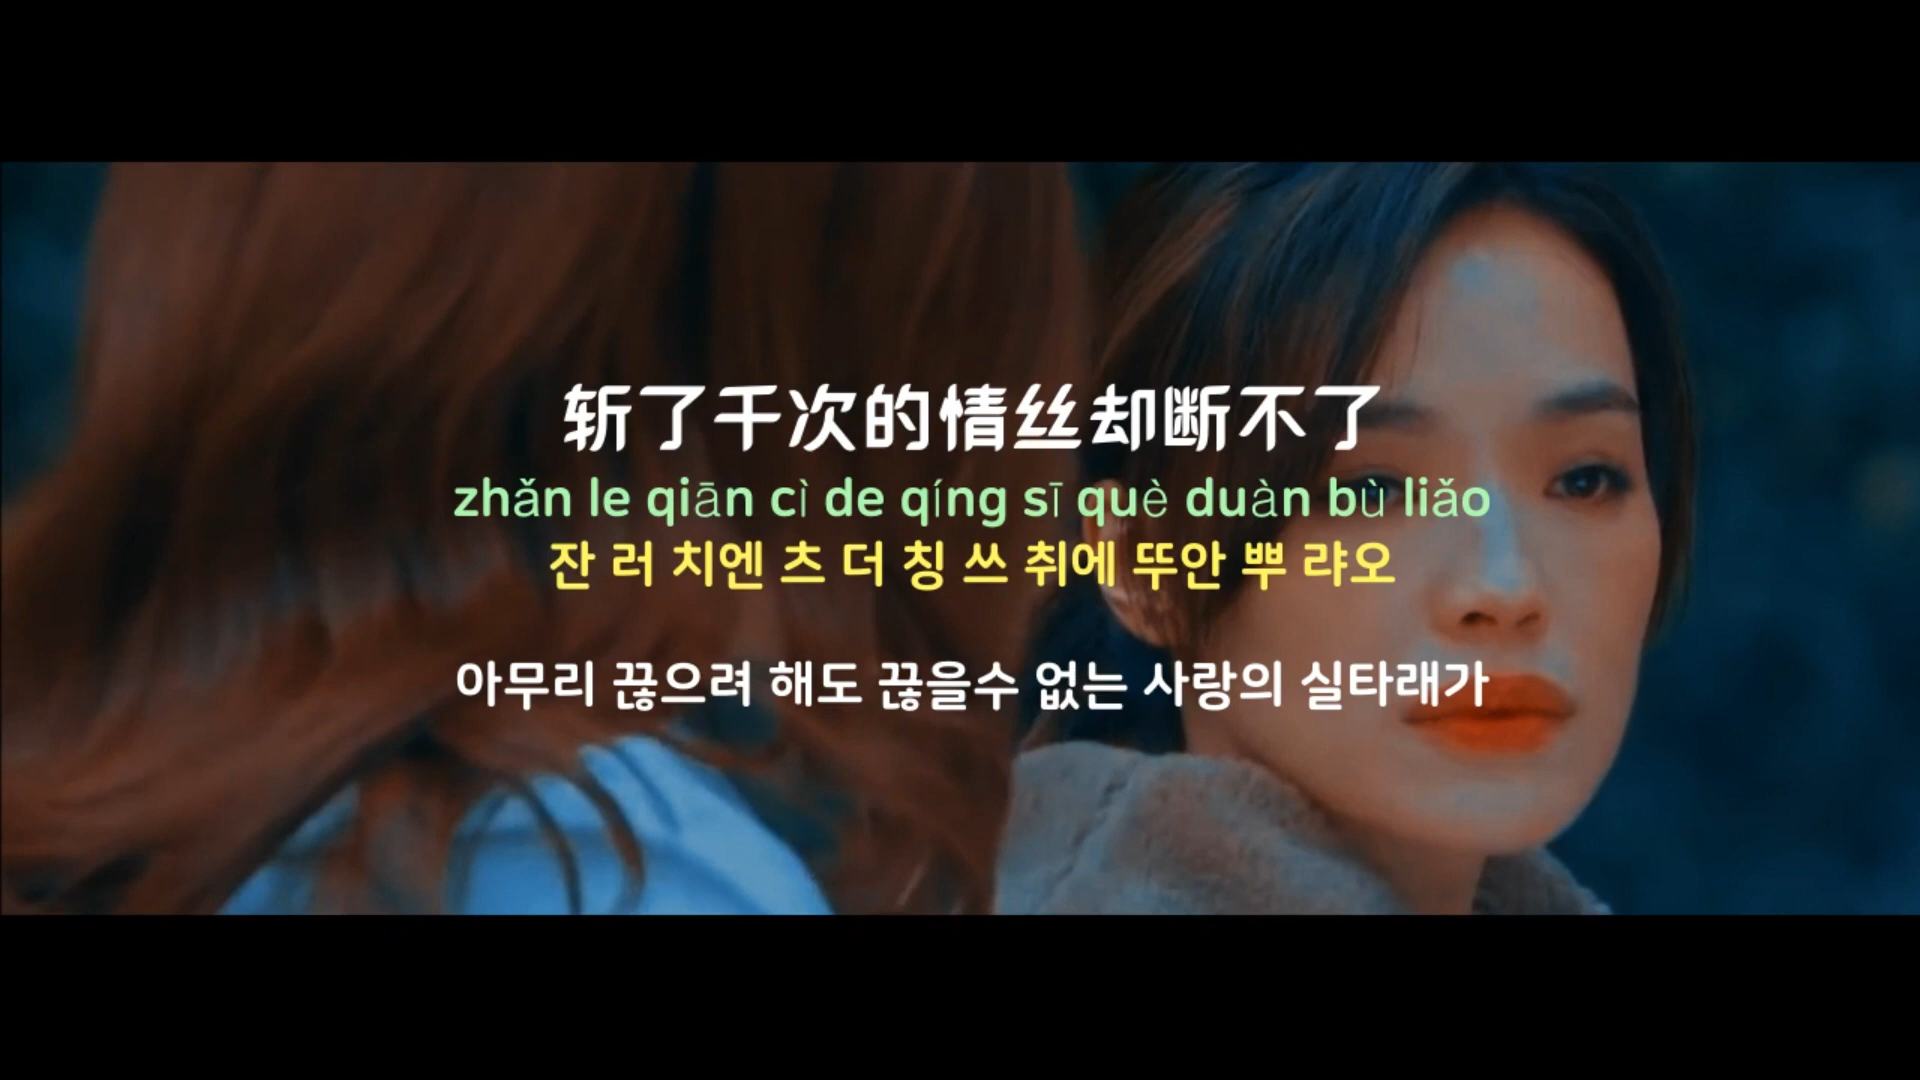 斩了千次的情丝却断不了
zhǎn le qiān cì de qíng sī què duàn bù liǎo
잔 러 치엔 츠 더 칭 쓰 취에 뚜안 뿌 랴오
아무리 끊으려 해도 끊을수 없는 사랑의 실타래가